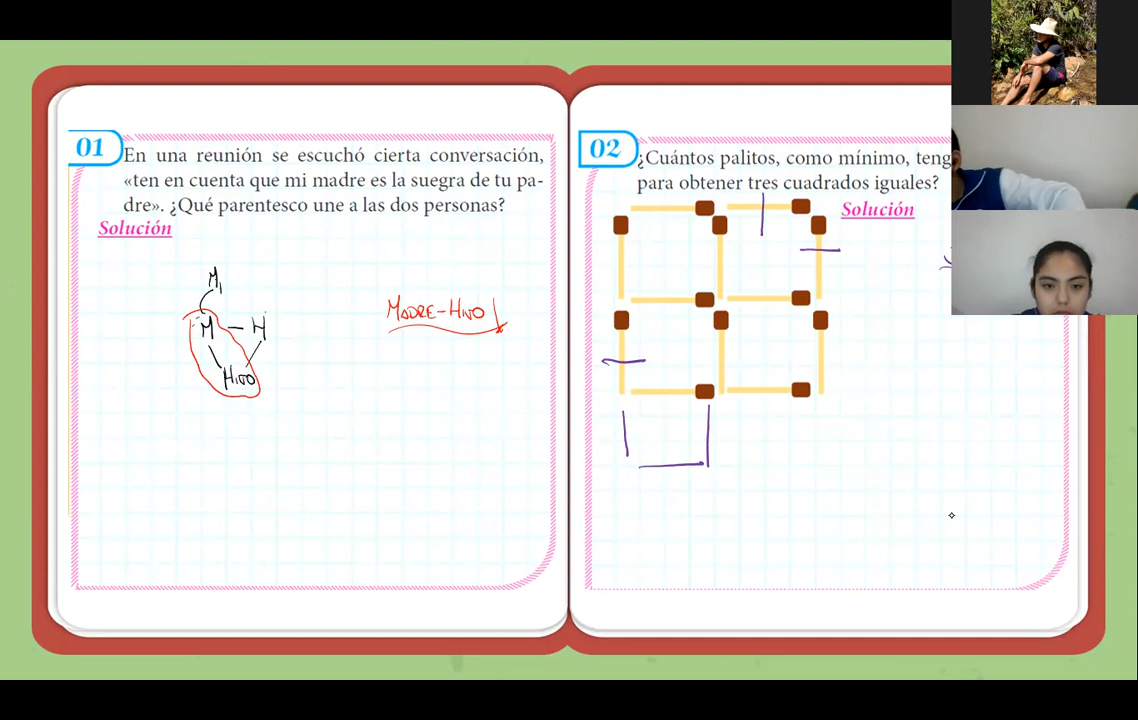 01
En una reunión se escuchó cierta conversación,
«ten en cuenta que mi madre es la suegra de tu pa-
dre». ¿Qué parentesco une a las dos personas?
Solución
M1
M — H
HIJO
MADRE-HIJO
02
¿Cuántos palitos, como mínimo, teng
para obtener tres cuadrados iguales?
Solución